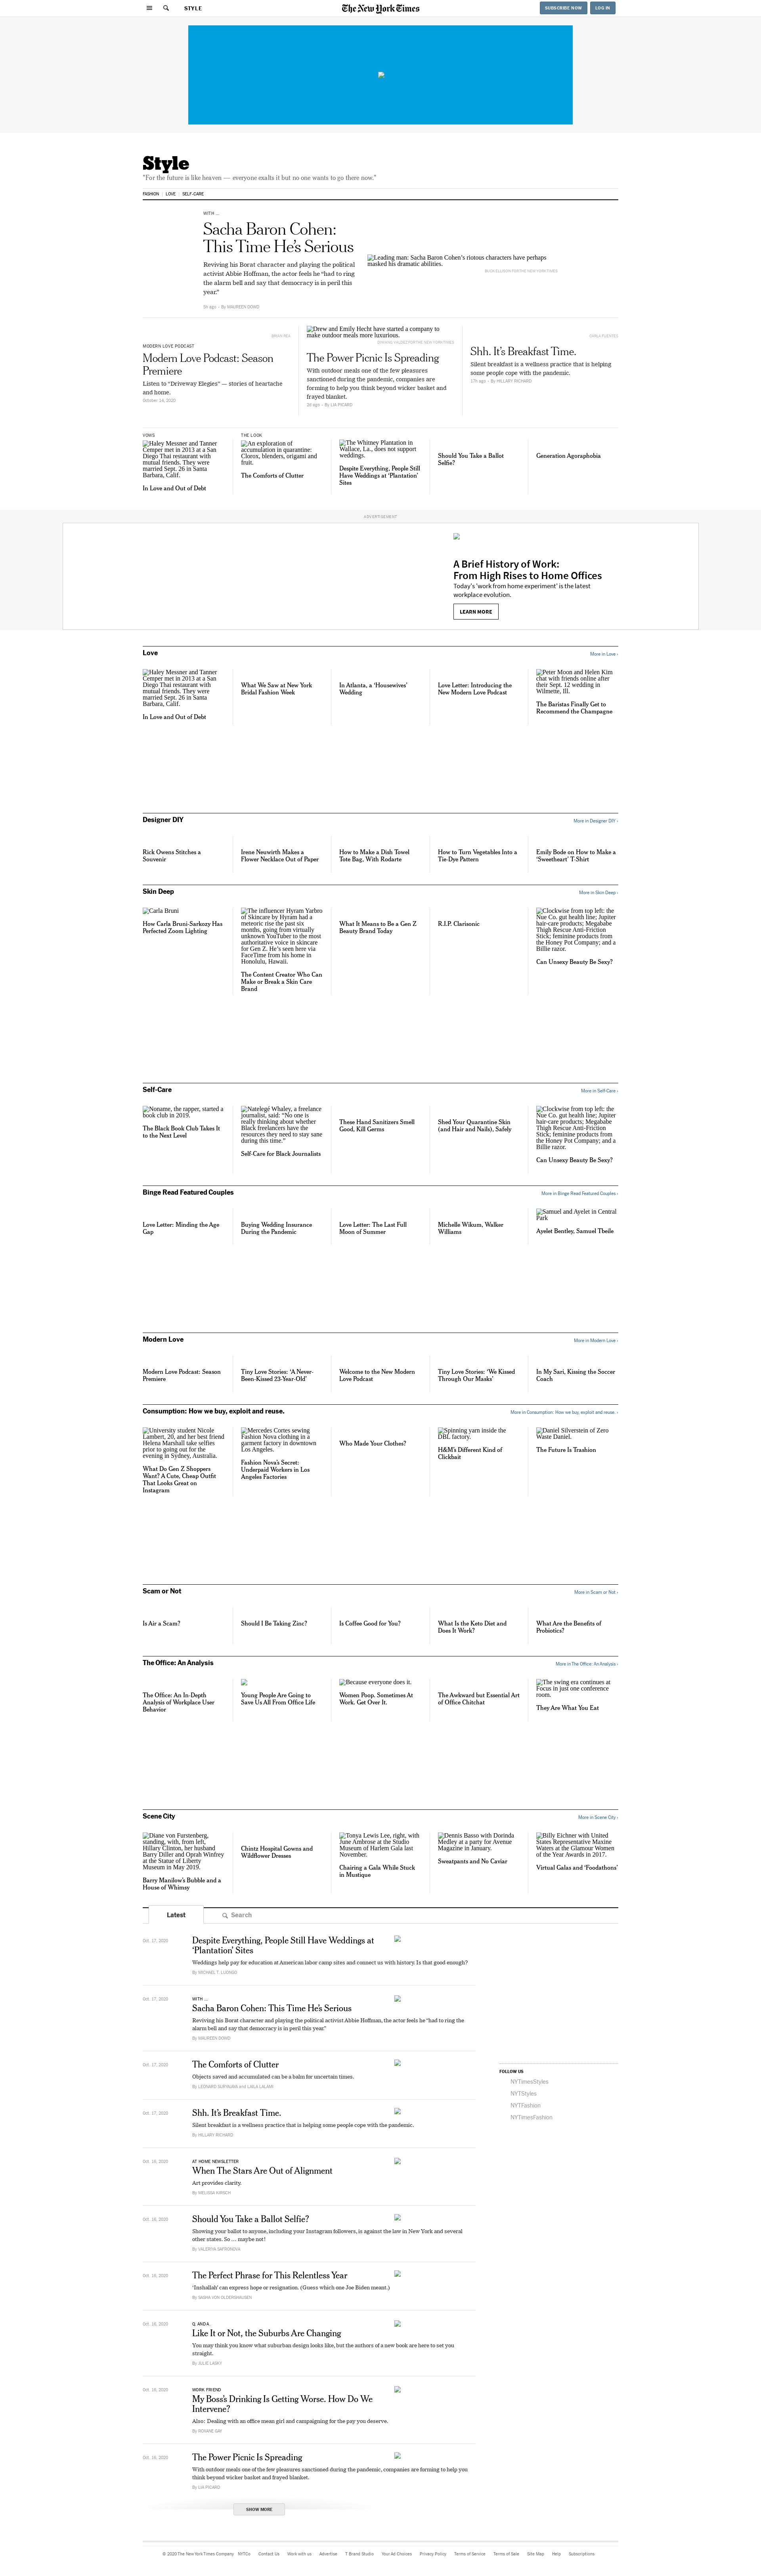 STYLE
The New York Times
SUBSCRIBE NOW
LOG IN
Style
"For the future is like heaven — everyone exalts it but no one wants to go there now."
FASHION
LOVE
SELF-CARE
WITH ...
Sacha Baron Cohen:
This Time He's Serious
Reviving his Borat character and playing the political
activist Abbie Hoffman, the actor feels he "had to ring
the alarm bell and say that democracy is in peril this
year."
By MAUREEN DOWD
Leading man: Sacha Baron Cohen's riotous characters have perhaps
masked his dramatic abilities.
MODERN LOVE PODCAST
Modern Love Podcast: Season
Premiere
Listen to "Driveway Elegies" — stories of heartache
and home.
October 14, 2020
Drew and Emily Hecht have started a company to
make outdoor meals more luxurious.
The Power Picnic Is Spreading
With outdoor meals one of the few pleasures
sanctioned during the pandemic, companies are
forming to help you think beyond wicker basket and
frayed blanket.
By LIA PICARD
Shh. It's Breakfast Time.
Silent breakfast is a wellness practice that is helping
some people cope with the pandemic.
17h ago · By HILLARY RICHARD
VOWS
Haley Messner and Tanner
Cemper met in 2013 at a San
Diego Thai restaurant with
mutual friends. They were
married Sept. 26 in Santa
Barbara, Calif.
In Love and Out of Debt
THE LOOK
An exploration of
accumulation in quarantine:
Clorox, blenders, origami and
fruit.
The Comforts of Clutter
The Whitney Plantation in
Wallace, La., does not support
weddings.
Despite Everything, People Still
Have Weddings at 'Plantation'
Sites
Should You Take a Ballot
Selfie?
Generation Agoraphobia
ADVERTISEMENT
A Brief History of Work:
From High Rises to Home Offices
Today's 'work from home experiment' is the latest
workplace evolution.
LEARN MORE
Love
More in Love ›
Haley Messner and Tanner
Cemper met in 2013 at a San
Diego Thai restaurant with
mutual friends. They were
married Sept. 26 in Santa
Barbara, Calif.
In Love and Out of Debt
What We Saw at New York
Bridal Fashion Week
In Atlanta, a 'Housewives'
Wedding
Love Letter: Introducing the
New Modern Love Podcast
Peter Moon and Helen Kim
chat with friends online after
their Sept. 12 wedding in
Wilmette, Ill.
The Baristas Finally Get to
Recommend the Champagne
Designer DIY
More in Designer DIY ›
Rick Owens Stitches a
Souvenir
Irene Neuwirth Makes a
Flower Necklace Out of Paper
How to Make a Dish Towel
Tote Bag, With Rodarte
How to Turn Vegetables Into a
Tie-Dye Pattern
Emily Bode on How to Make a
'Sweetheart' T-Shirt
Skin Deep
More in Skin Deep ›
Carla Bruni
How Carla Bruni-Sarkozy Has
Perfected Zoom Lighting
The influencer Hyram Yarbro
of Skincare by Hyram had a
meteoric rise the past six
months, going from virtually
unknown YouTuber to the most
authoritative voice in skincare
for Gen Z. He's seen here via
FaceTime from his home in
Honolulu, Hawaii.
The Content Creator Who Can
Make or Break a Skin Care
Brand
What It Means to Be a Gen Z
Beauty Brand Today
R.I.P. Clarisonic
Clockwise from top left: the
Nue Co. gut health line; Jupiter
hair-care products; Megababe
Thigh Rescue Anti-Friction
Stick; feminine products from
the Honey Pot Company; and a
Billie razor.
Can Unsexy Beauty Be Sexy?
Self-Care
More in Self-Care ›
Noname, the rapper, started a
book club in 2019.
The Black Book Club Takes It
to the Next Level
Natelegé Whaley, a freelance
journalist, said: "No one is
really thinking about whether
Black freelancers have the
resources they need to stay sane
during this time."
Self-Care for Black Journalists
These Hand Sanitizers Smell
Good, Kill Germs
Shed Your Quarantine Skin
(and Hair and Nails), Safely
Clockwise from top left: the
Nue Co. gut health line; Jupiter
hair-care products; Megababe
Thigh Rescue Anti-Friction
Stick; feminine products from
the Honey Pot Company; and a
Billie razor.
Can Unsexy Beauty Be Sexy?
Binge Read Featured Couples
More in Binge Read Featured Couples ›
Love Letter: Minding the Age
Gap
Buying Wedding Insurance
During the Pandemic
Love Letter: The Last Full
Moon of Summer
Michelle Wikum, Walker
Williams
Samuel and Ayelet in Central
Park
Ayelet Bentley, Samuel Tbeile
Modern Love
More in Modern Love ›
Modern Love Podcast: Season
Premiere
Tiny Love Stories: 'A Never-
Been-Kissed 23-Year-Old'
Welcome to the New Modern
Love Podcast
Tiny Love Stories: 'We Kissed
Through Our Masks'
In My Sari, Kissing the Soccer
Coach
Consumption: How we buy, exploit and reuse.
More in Consumption: How we buy, exploit and reuse. ›
University student Nicole
Lambert, 20, and her best friend
Helena Marshall take selfies
prior to going out for the
evening in Sydney, Australia.
What Do Gen Z Shoppers
Want? A Cute, Cheap Outfit
That Looks Great on
Instagram
Mercedes Cortes sewing
Fashion Nova clothing in a
garment factory in downtown
Los Angeles.
Fashion Nova's Secret:
Underpaid Workers in Los
Angeles Factories
Who Made Your Clothes?
Spinning yarn inside the
DBL factory.
H&M's Different Kind of
Clickbait
Daniel Silverstein of Zero
Waste Daniel.
The Future Is Trashion
Scam or Not
More in Scam or Not ›
Is Air a Scam?
Should I Be Taking Zinc?
Is Coffee Good for You?
What Is the Keto Diet and
Does It Work?
What Are the Benefits of
Probiotics?
The Office: An Analysis
More in The Office: An Analysis ›
The Office: An In-Depth
Analysis of Workplace User
Behavior
Young People Are Going to
Save Us All From Office Life
Because everyone does it.
Women Poop. Sometimes At
Work. Get Over It.
The Awkward but Essential Art
of Office Chitchat
The swing era continues at
Focus in just one conference
room.
They Are What You Eat
Scene City
More in Scene City ›
Diane von Furstenberg,
standing, with, from left,
Hillary Clinton, her husband
Barry Diller and Oprah Winfrey
at the Statue of Liberty
Museum in May 2019.
Barry Manilow's Bubble and a
House of Whimsy
Chintz Hospital Gowns and
Wildflower Dresses
Tonya Lewis Lee, right, with
June Ambrose at the Studio
Museum of Harlem Gala last
November.
Chairing a Gala While Stuck
in Mustique
Dennis Basso with Dorinda
Medley at a party for Avenue
Magazine in January.
Sweatpants and No Caviar
Billy Eichner with United
States Representative Maxine
Waters at the Glamour Women
of the Year Awards in 2017.
Virtual Galas and 'Foodathons'
Latest
Search
Oct. 17, 2020
Despite Everything, People Still Have Weddings at
'Plantation' Sites
Weddings help pay for education at American labor camp sites and connect us with history. Is that good enough?
By MICHAEL T. LUONGO
Oct. 17, 2020
WITH ...
Sacha Baron Cohen: This Time He's Serious
Reviving his Borat character and playing the political activist Abbie Hoffman, the actor feels he "had to ring the
alarm bell and say that democracy is in peril this year."
By MAUREEN DOWD
Oct. 17, 2020
The Comforts of Clutter
Objects saved and accumulated can be a balm for uncertain times.
Oct. 17, 2020
Shh. It's Breakfast Time.
Silent breakfast is a wellness practice that is helping some people cope with the pandemic.
By HILLARY RICHARD
Oct. 16, 2020
AT HOME NEWSLETTER
When The Stars Are Out of Alignment
Art provides clarity.
By MELISSA KIRSCH
Oct. 16, 2020
Should You Take a Ballot Selfie?
Showing your ballot to anyone, including your Instagram followers, is against the law in New York and several
other states. So ... maybe not!
By VALERIYA SAFRONOVA
Oct. 16, 2020
The Perfect Phrase for This Relentless Year
'Inshallah' can express hope or resignation. (Guess which one Joe Biden meant.)
Oct. 16, 2020
Q. AND A.
Like It or Not, the Suburbs Are Changing
You may think you know what suburban design looks like, but the authors of a new book are here to set you
straight.
By JULIE LASKY
Oct. 16, 2020
WORK FRIEND
My Boss's Drinking Is Getting Worse. How Do We
Intervene?
Also: Dealing with an office mean girl and campaigning for the pay you deserve.
By ROXANE GAY
Oct. 16, 2020
The Power Picnic Is Spreading
With outdoor meals one of the few pleasures sanctioned during the pandemic, companies are forming to help you
think beyond wicker basket and frayed blanket.
By LIA PICARD
SHOW MORE
FOLLOW US
NYTimesStyles
NYTStyles
NYTFashion
NYTimesFashion
© 2020 The New York Times Company
NYTCo
Contact Us
Work with us
Advertise
T Brand Studio
Your Ad Choices
Privacy Policy
Terms of Service
Terms of Sale
Site Map
Help
Subscriptions